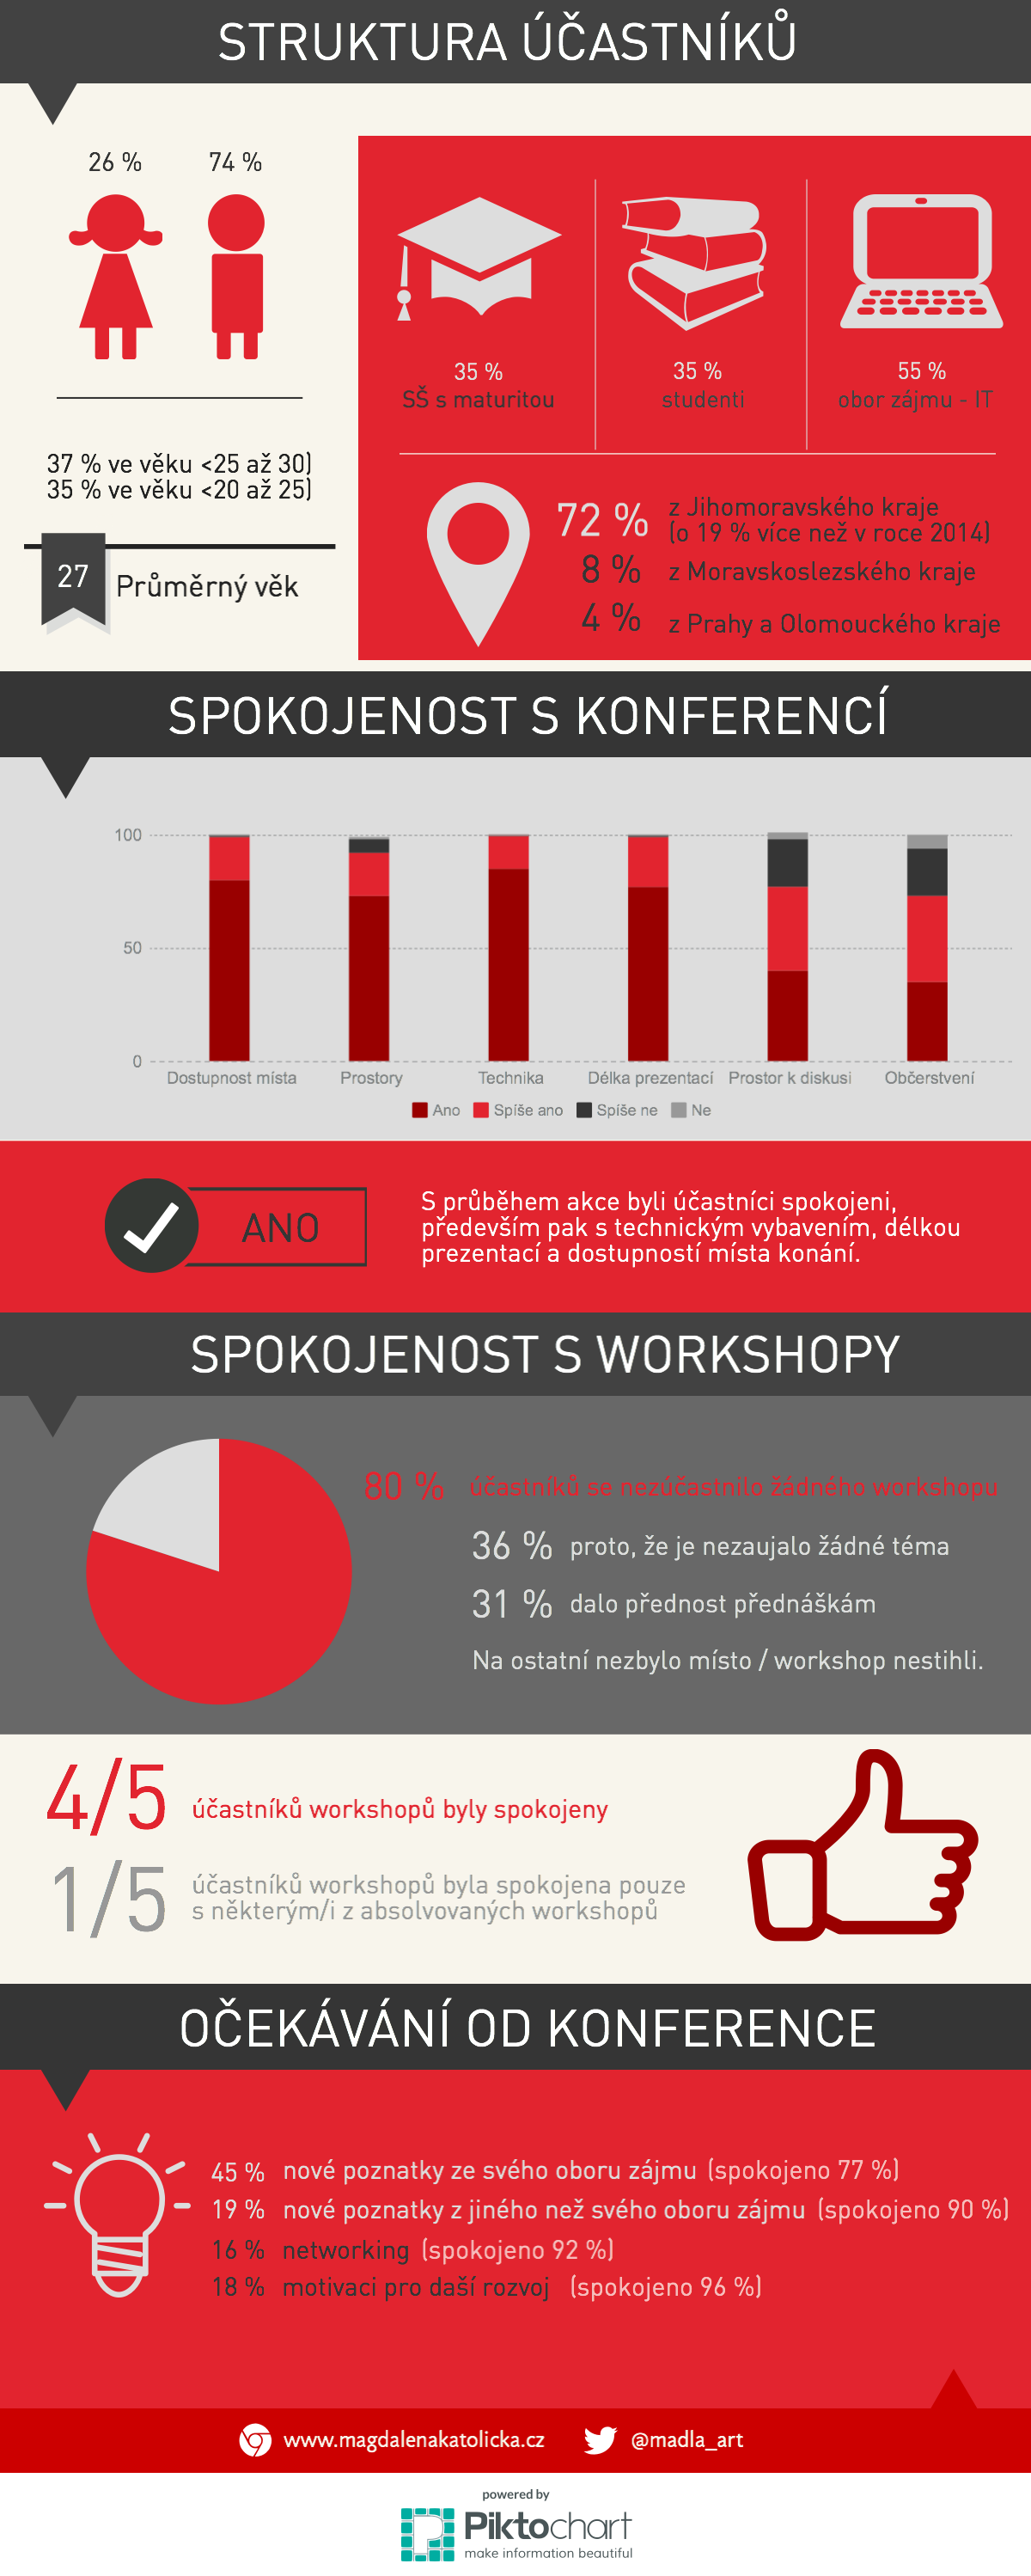 STRUKTURA ÚČASTNÍKŮ
26 %
74 %
37 % ve věku <25 až 30)
35 % ve věku <20 až 25)
27
Průměrný věk
35 %
SŠ s maturitou
35 %
studenti
55 %
obor zájmu - IT
72 %
z Jihomoravského kraje
(o 19 % více než v roce 2014)
8 %
z Moravskoslezského kraje
4 %
z Prahy a Olomouckého kraje
SPOKOJENOST S KONFERENCÍ
100
50
0
Dostupnost místa
Prostory
Technika
Délka prezentací
Prostor k diskusi
Občerstvení
Ano
Spíše ano
Spíše ne
Ne
ANO
S průběhem akce byli účastníci spokojeni,
především pak s technickým vybavením, délkou
prezentací a dostupností místa konání.
SPOKOJENOST S WORKSHOPY
80 % účastníků se nezúčastnilo žádného workshopu
36 % proto, že je nezaujalo žádné téma
31 % dalo přednost přednáškám
Na ostatní nezbylo místo / workshop nestihli.
4/5 účastníků workshopů byly spokojeny
1/5
účastníků workshopů byla spokojena pouze
s některým/i z absolvovaných workshopů
OČEKÁVÁNÍ OD KONFERENCE
45 % nové poznatky ze svého oboru zájmu (spokojeno 77 %)
19 % nové poznatky z jiného než svého oboru zájmu (spokojeno 90 %)
16 % networking (spokojeno 92 %)
18 % motivaci pro daší rozvoj (spokojeno 96 %)
www.magdalenakatolicka.cz
@madla_art
powered by
Piktochart
make information beautiful